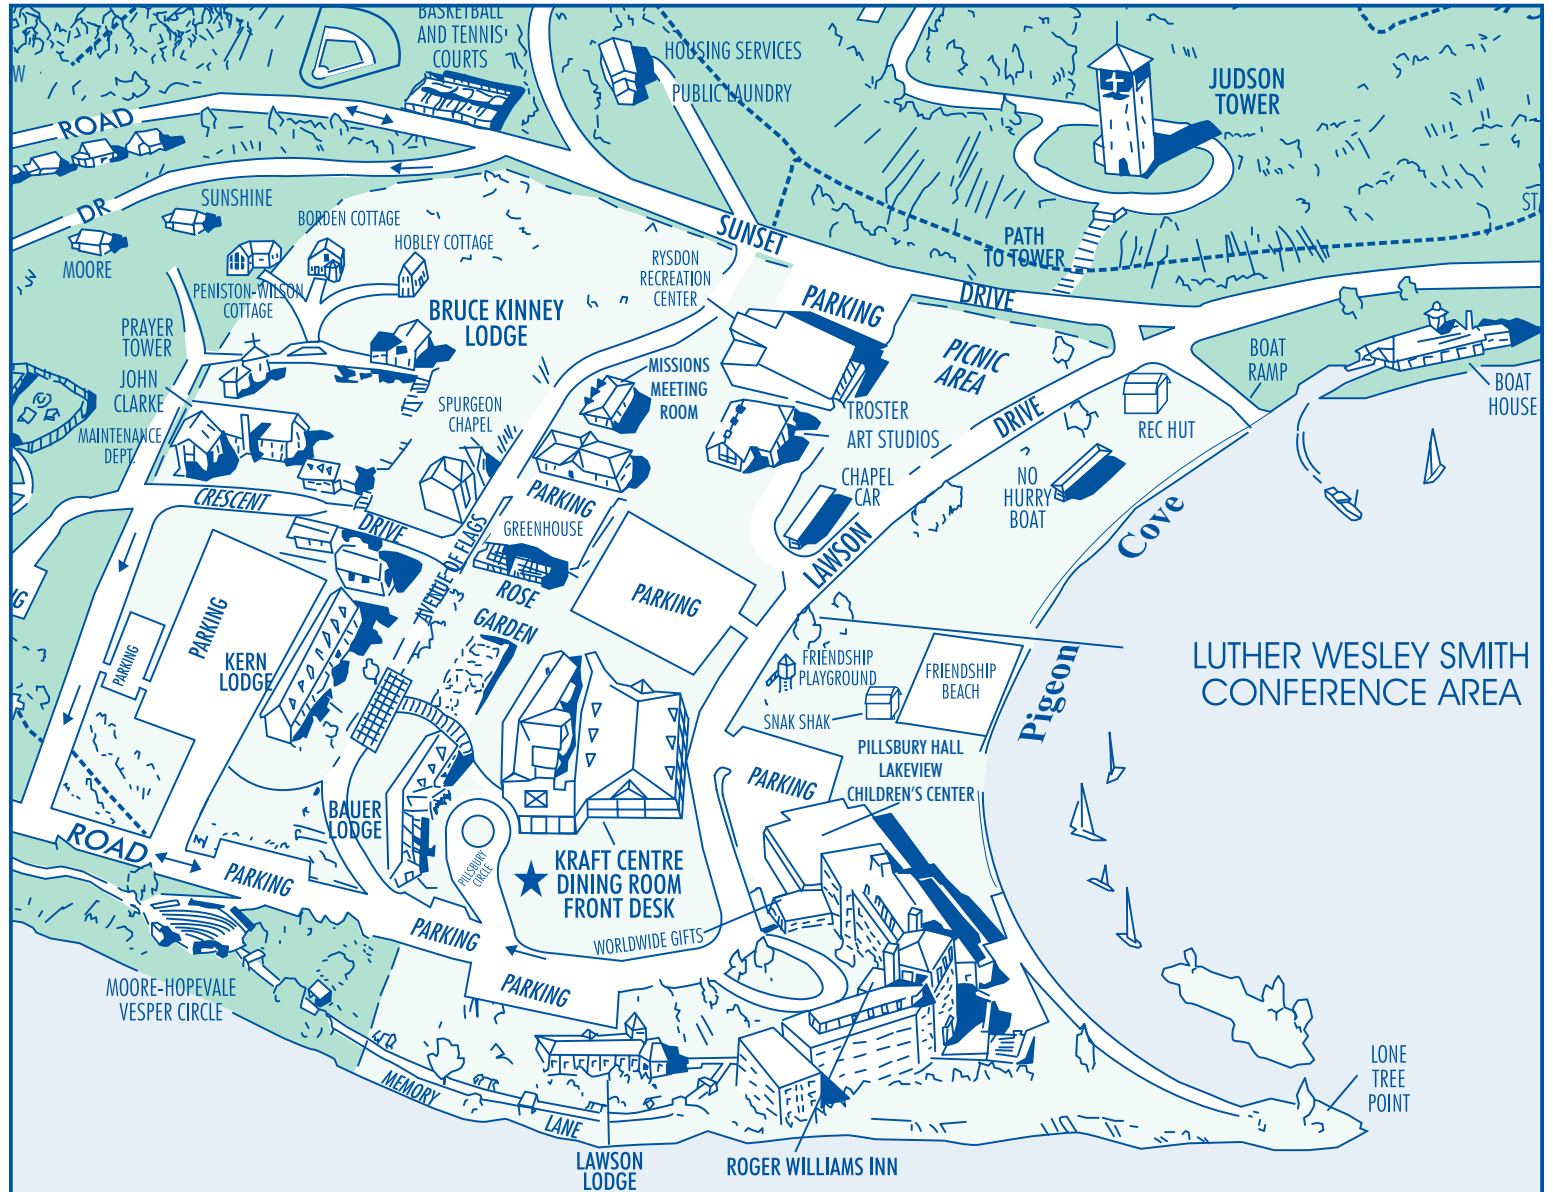 BASKETBALL
AND TENNIS
COURTS
HOUSING SERVICES
PUBLIC LAUNDRY
JUDSON
TOWER
W
ROAD
DR
SUNSHINE
MOORE
BORDEN COTTAGE
HOBLEY COTTAGE
PENISTON-WILSON
COTTAGE
SUNSET
DRIVE
RYSDON
RECREATION
CENTER
PATH
TO TOWER
ST
PARKING
BRUCE KINNEY
LODGE
PRAYER
TOWER
JOHN
CLARKE
MAINTENANCE
DEPT.
MISSIONS
MEETING
ROOM
PICNIC
AREA
BOAT
RAMP
BOAT
HOUSE
SPURGEON
CHAPEL
TROSTER
ART STUDIOS
DRIVE
REC HUT
CHAPEL
CAR
NO
HURRY
BOAT
CRESCENT
DRIVE
AVENUE OF FLAGS
PARKING
GREENHOUSE
LAWSON
Pigeon
Cove
ROSE
GARDEN
PARKING
NG
PARKING
PARKING
KERN
LODGE
FRIENDSHIP
PLAYGROUND
FRIENDSHIP
BEACH
SNAK SHAK
LUTHER WESLEY SMITH
CONFERENCE AREA
PILLSBURY HALL
LAKEVIEW
CHILDREN'S CENTER
PARKING
BAUER
LODGE
PILLSBURY
CIRCLE
ROAD
PARKING
KRAFT CENTRE
DINING ROOM
FRONT DESK
PARKING
WORLDWIDE GIFTS
PARKING
MOORE-HOPEVALE
VESPER CIRCLE
MEMORY
LANE
LAWSON
LODGE
ROGER WILLIAMS INN
LONE
TREE
POINT